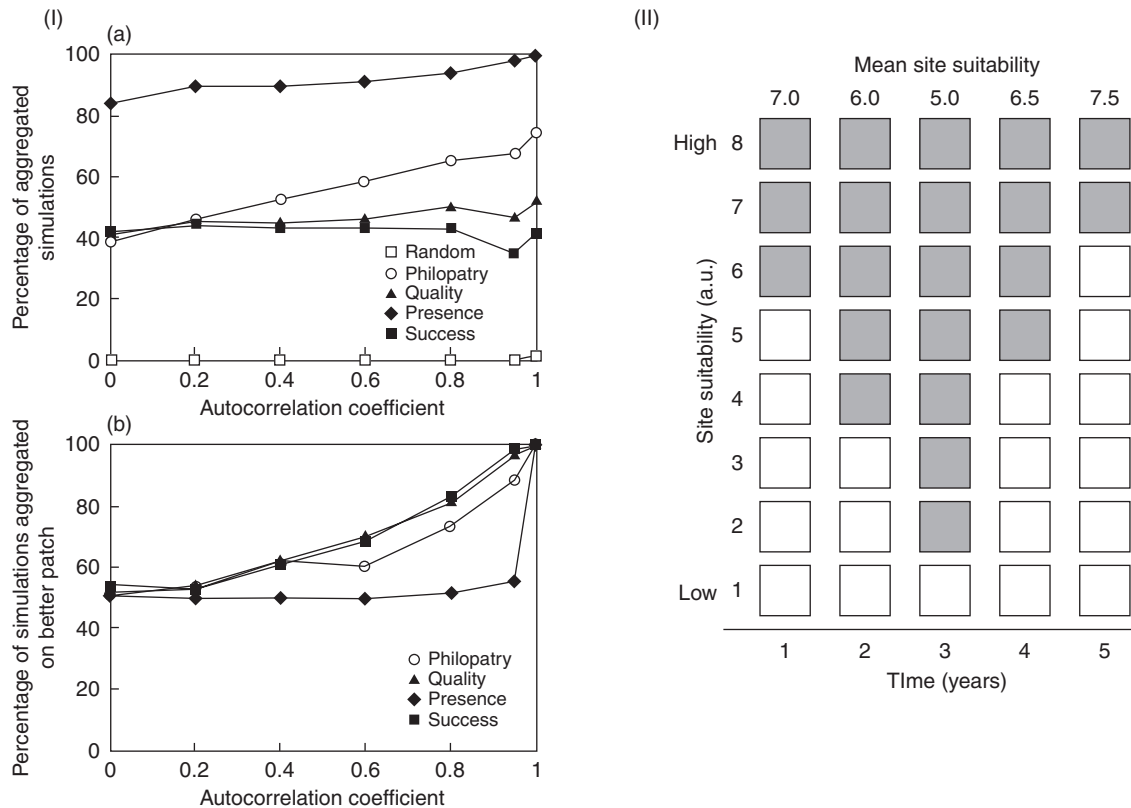 (I)
(a)
100
80
60
40
20
0
Percentage of aggregated
simulations
Random
Philopatry
Quality
Presence
Success
0 0.2 0.4 0.6 0.8 1
Autocorrelation coefficient
(b)
100
80
60
40
20
0
Percentage of simulations aggregated
on better patch
Philopatry
Quality
Presence
Success
0 0.2 0.4 0.6 0.8 1
Autocorrelation coefficient
(II)
Mean site suitability
7.0 6.0 5.0 6.5 7.5
High 8
7
6
5
4
3
2
Low 1
Site suitability (a.u.)
1 2 3 4 5
TIme (years)